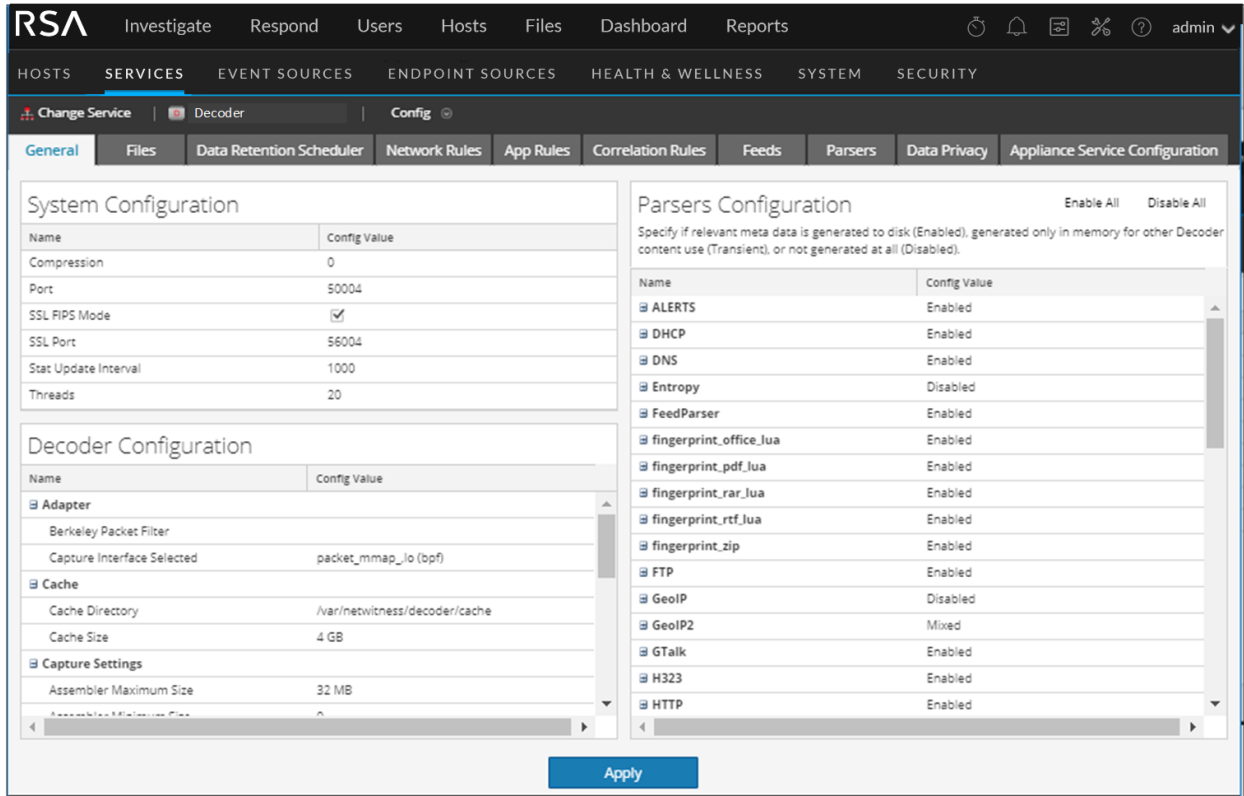 RSA Investigate Respond Users Hosts Files Dashboard Reports admin
HOSTS SERVICES EVENT SOURCES ENDPOINT SOURCES HEALTH & WELLNESS SYSTEM SECURITY
Change Service | Decoder | Config
General Files Data Retention Scheduler Network Rules App Rules Correlation Rules Feeds Parsers Data Privacy Appliance Service Configuration
System Configuration
Name Config Value
Compression 0
Port 50004
SSL FIPS Mode
SSL Port 56004
Stat Update Interval 1000
Threads 20
Decoder Configuration
Name Config Value
Adapter
Berkeley Packet Filter
Capture Interface Selected packet_mmap_,lo (bpf)
Cache
Cache Directory /var/netwitness/decoder/cache
Cache Size 4 GB
Capture Settings
Assembler Maximum Size 32 MB
Assembler Minimum Size 0
Parsers Configuration Enable All Disable All
Specify if relevant meta data is generated to disk (Enabled), generated only in memory for other Decoder
content use (Transient), or not generated at all (Disabled).
Name Config Value
ALERTS Enabled
DHCP Enabled
DNS Enabled
Entropy Disabled
FeedParser Enabled
fingerprint_office_lua Enabled
fingerprint_pdf_lua Enabled
fingerprint_rar_lua Enabled
fingerprint_rtf_lua Enabled
fingerprint_zip Enabled
FTP Enabled
GeoIP Disabled
GeoIP2 Mixed
GTalk Enabled
H323 Enabled
HTTP Enabled
Apply